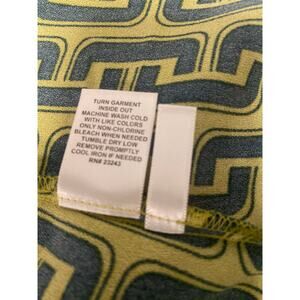 TURN GARMENT
INSIDE OUT
MACHINE WASH COLD
WITH LIKE COLORS
ONLY NON-CHLORINE
BLEACH WHEN NEEDED
TUMBLE DRY LOW
REMOVE PROMPTLY
COOL IRON IF NEEDED
RN# 23243